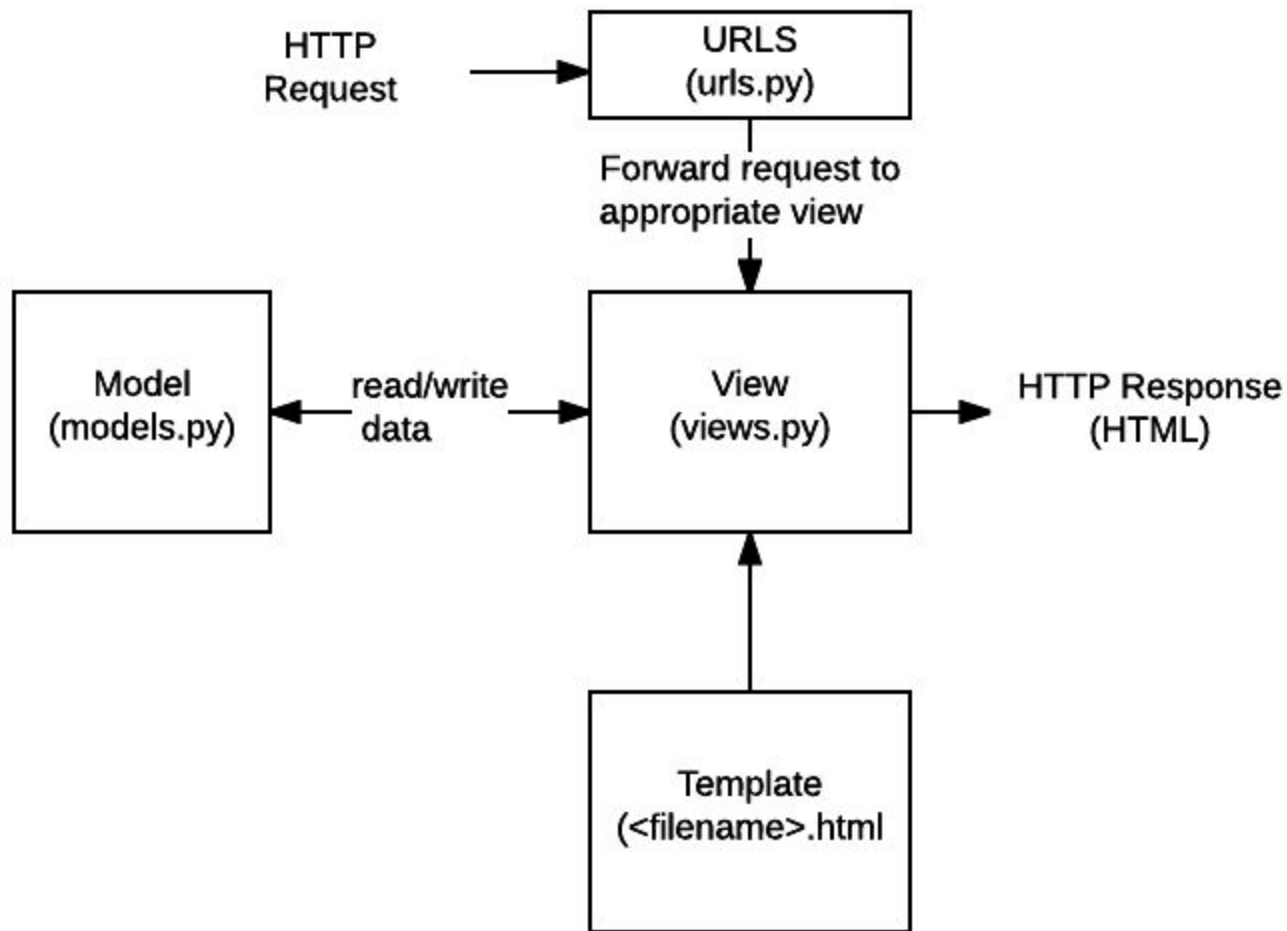 HTTP
Request
URLS
(urls.py)
Forward request to
appropriate view
Model
(models.py)
read/write
data
View
(views.py)
HTTP Response
(HTML)
Template
(<filename>.html